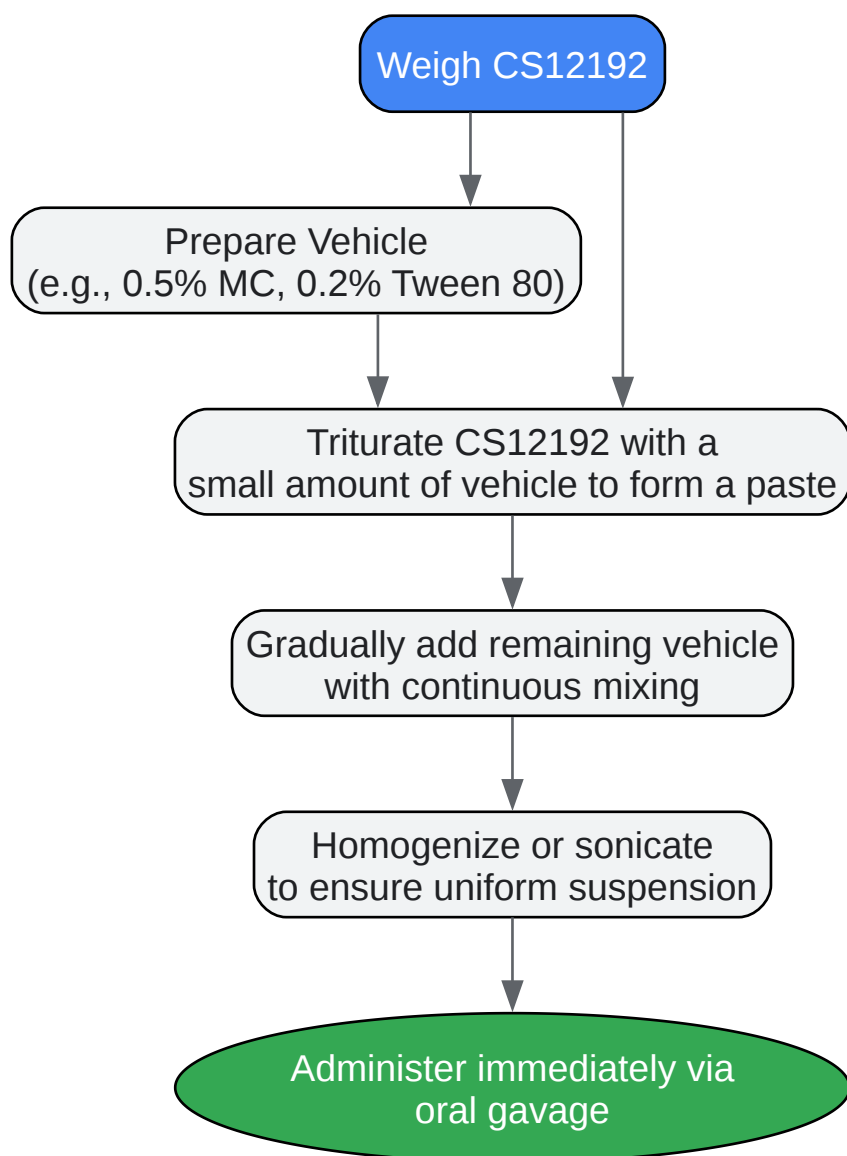 Weigh CS12192
Prepare Vehicle
(e.g., 0.5% MC, 0.2% Tween 80)
Triturate CS12192 with a
small amount of vehicle to form a paste
Gradually add remaining vehicle
with continuous mixing
Homogenize or sonicate
to ensure uniform suspension
Administer immediately via
oral gavage